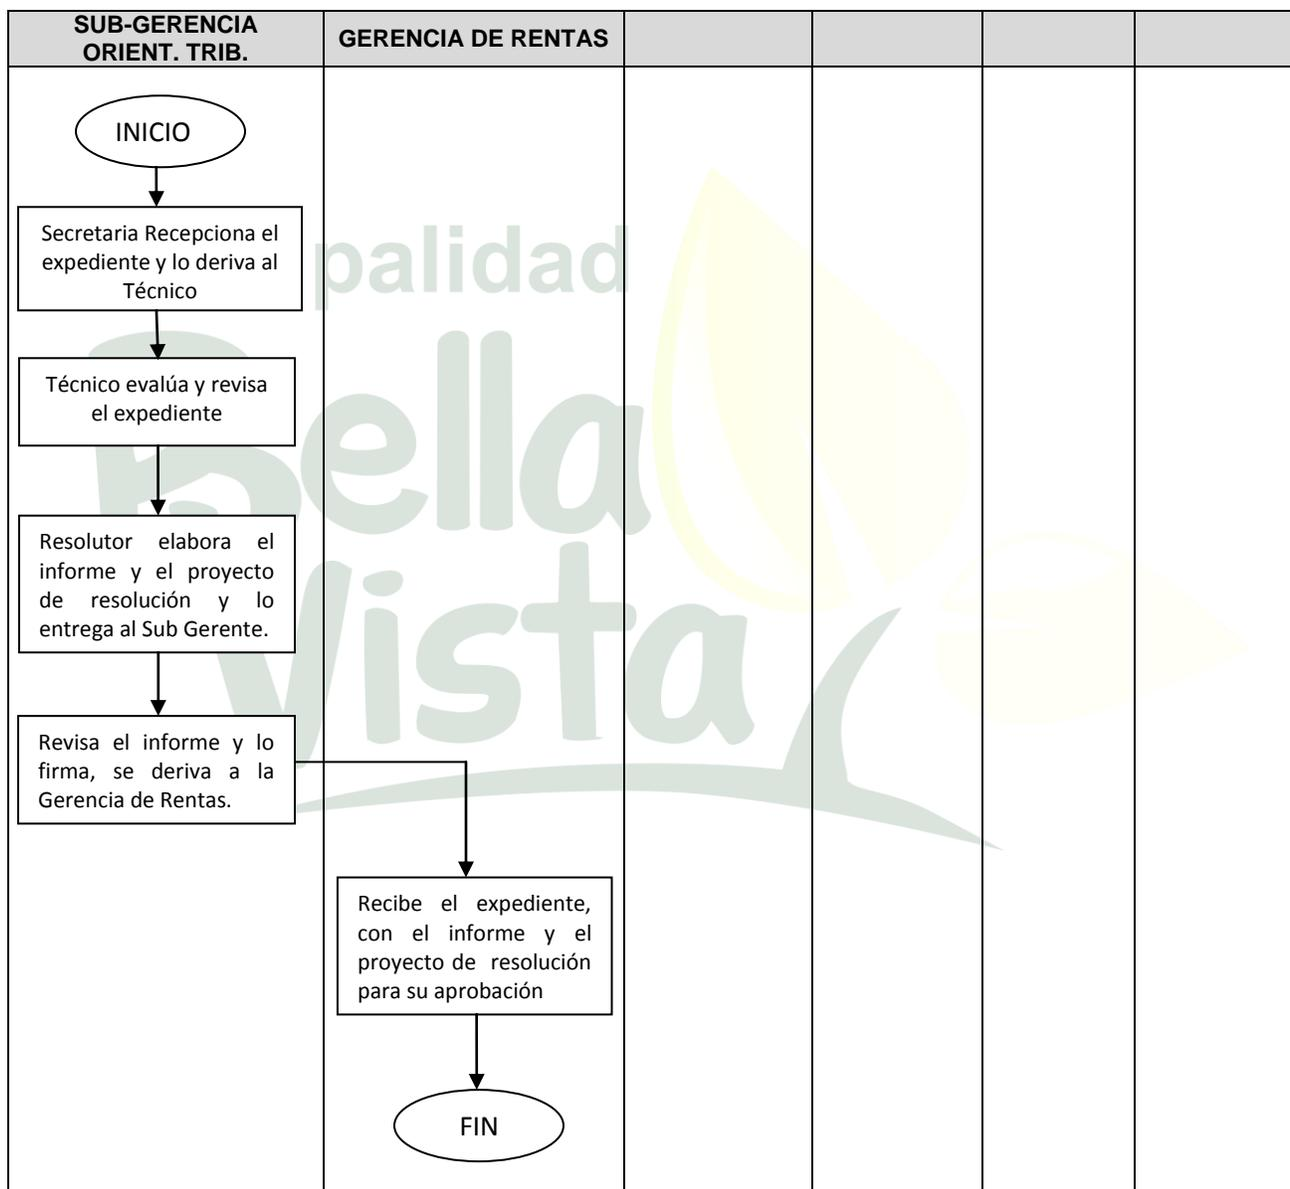 SUB-GERENCIA
ORIENT. TRIB.
GERENCIA DE RENTAS
INICIO
Secretaria Recepciona el
expediente y lo deriva al
Técnico
palidad
Bella
Vista
Técnico evalúa y revisa
el expediente
Resolutor elabora el
informe y el proyecto
de resolución y lo
entrega al Sub Gerente.
Revisa el informe y lo
firma, se deriva a la
Gerencia de Rentas.
Recibe el expediente,
con el informe y el
proyecto de resolución
para su aprobación
FIN